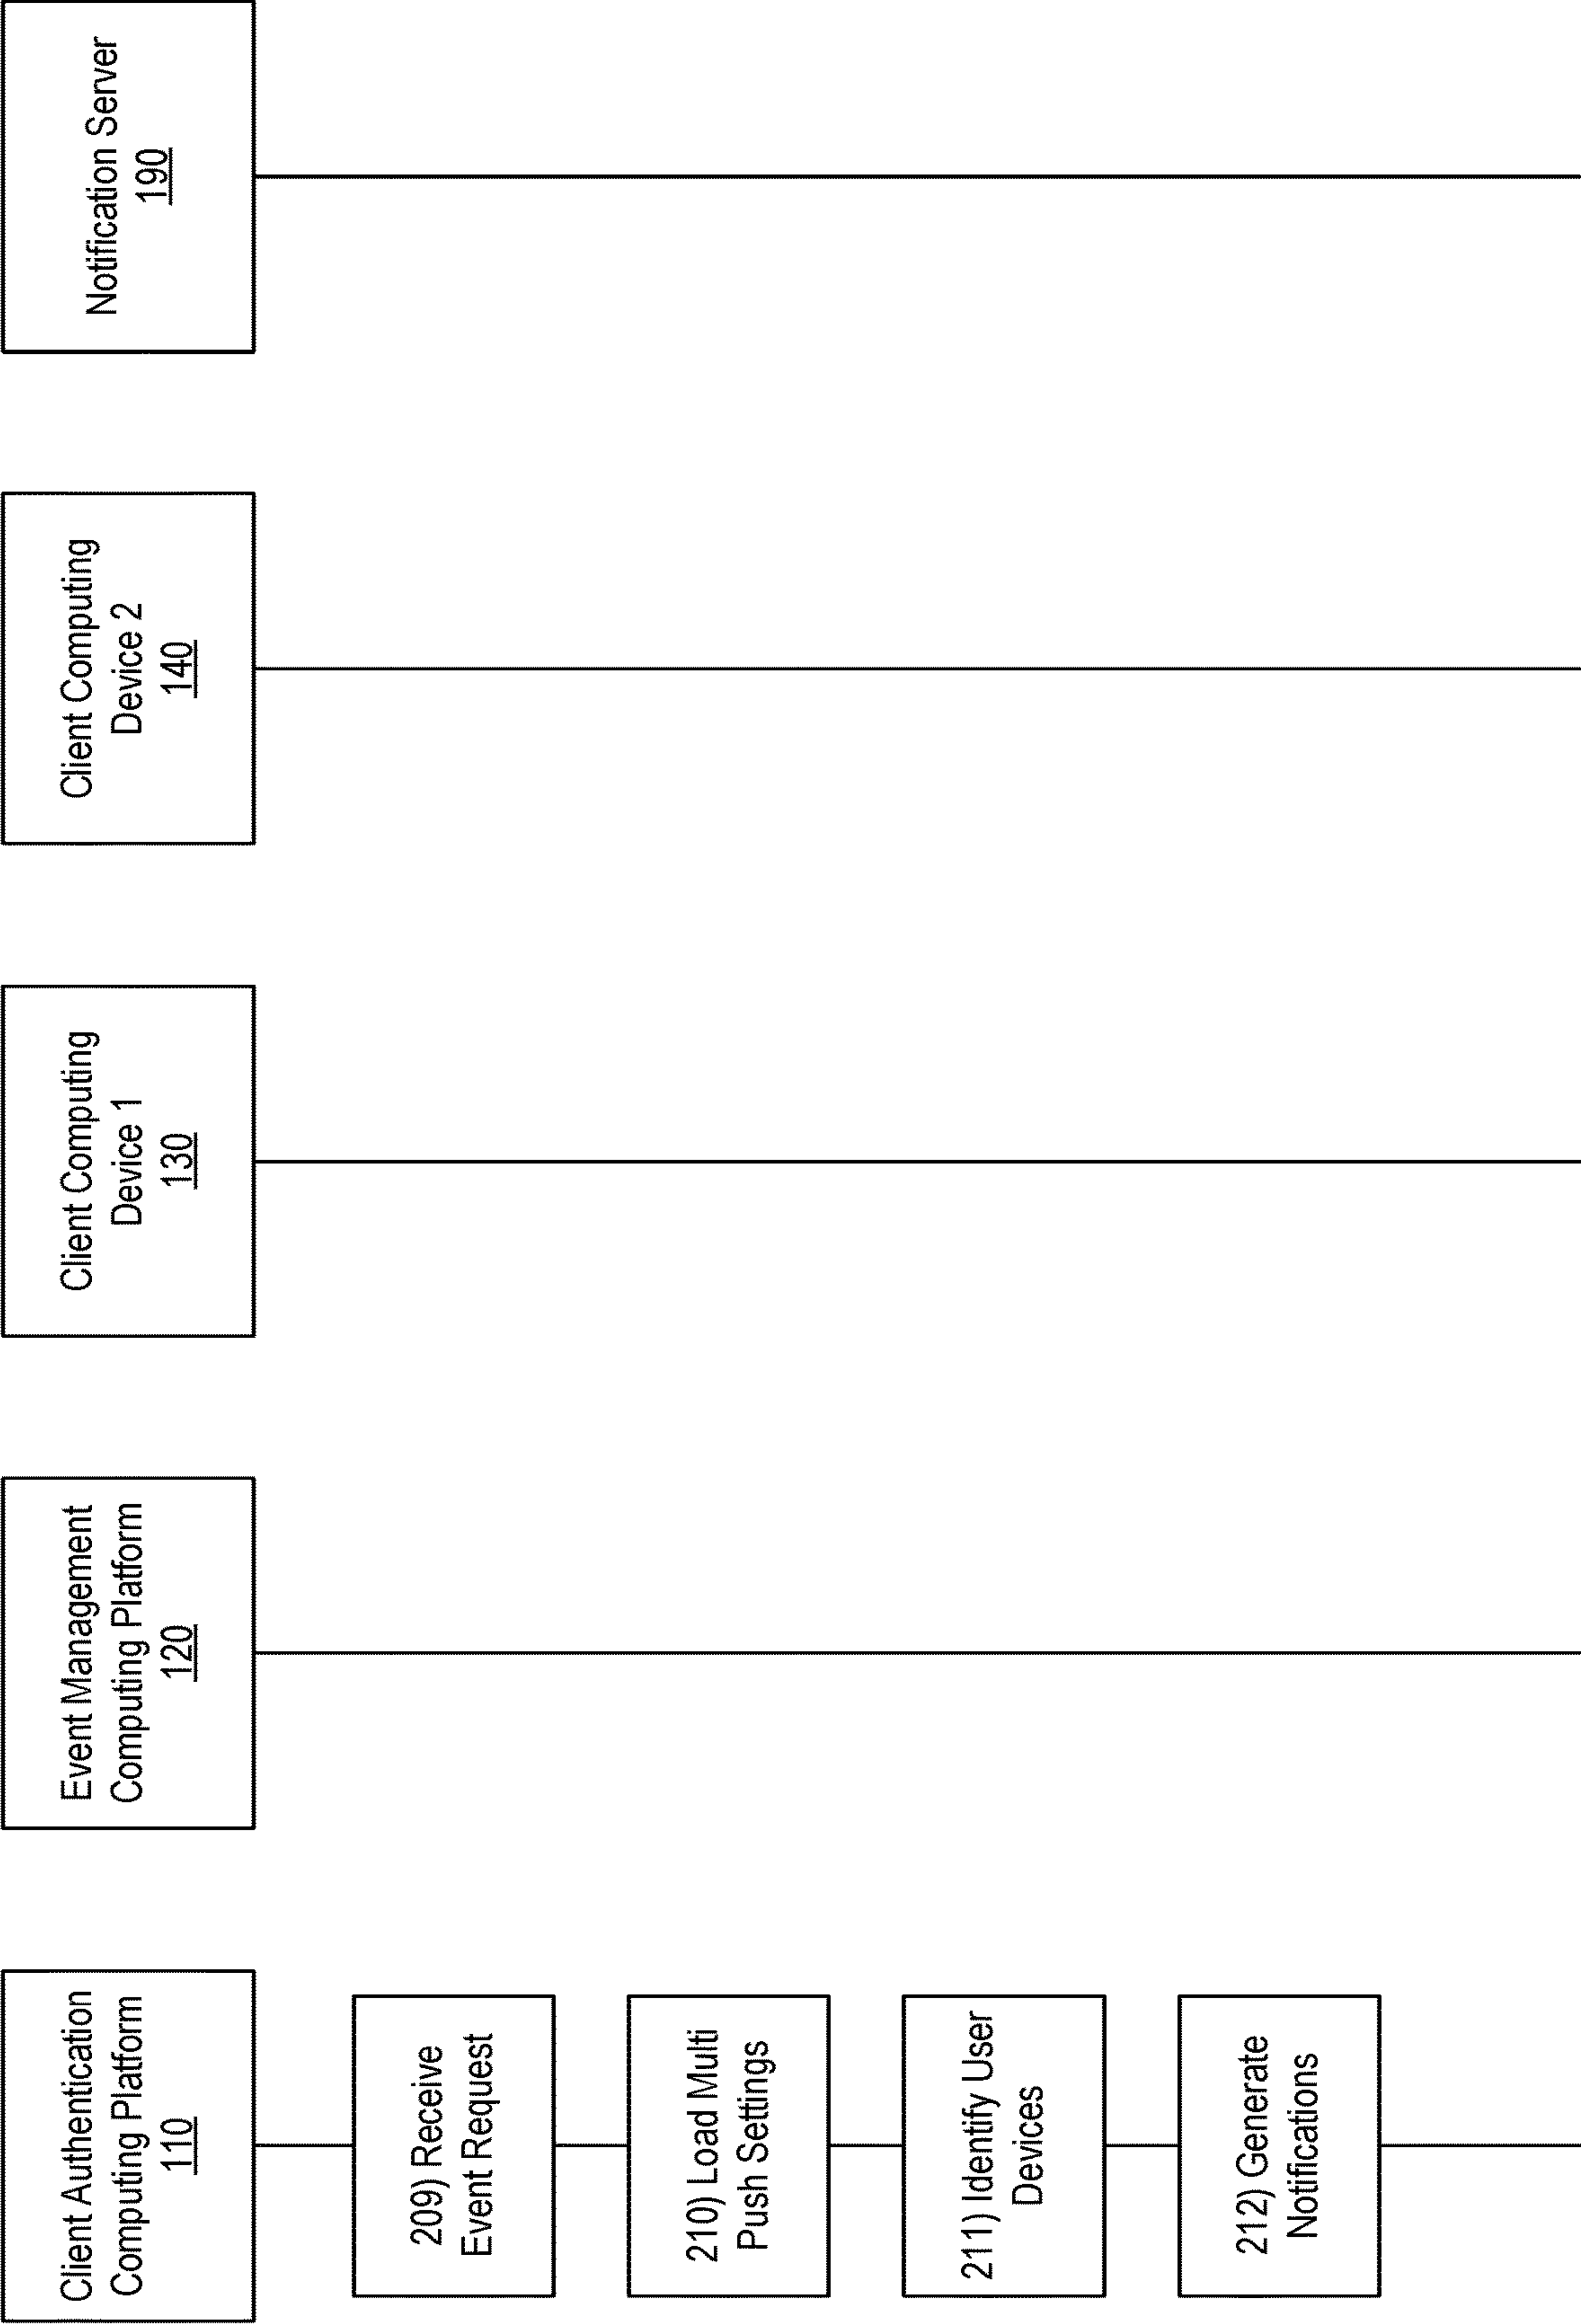 Client Authentication
Computing Platform
110
Event Management
Computing Platform
120
Client Computing
Device 1
130
Client Computing
Device 2
140
Notification Server
190
209) Receive
Event Request
210) Load Multi
Push Settings
211) Identify User
Devices
212) Generate
Notifications